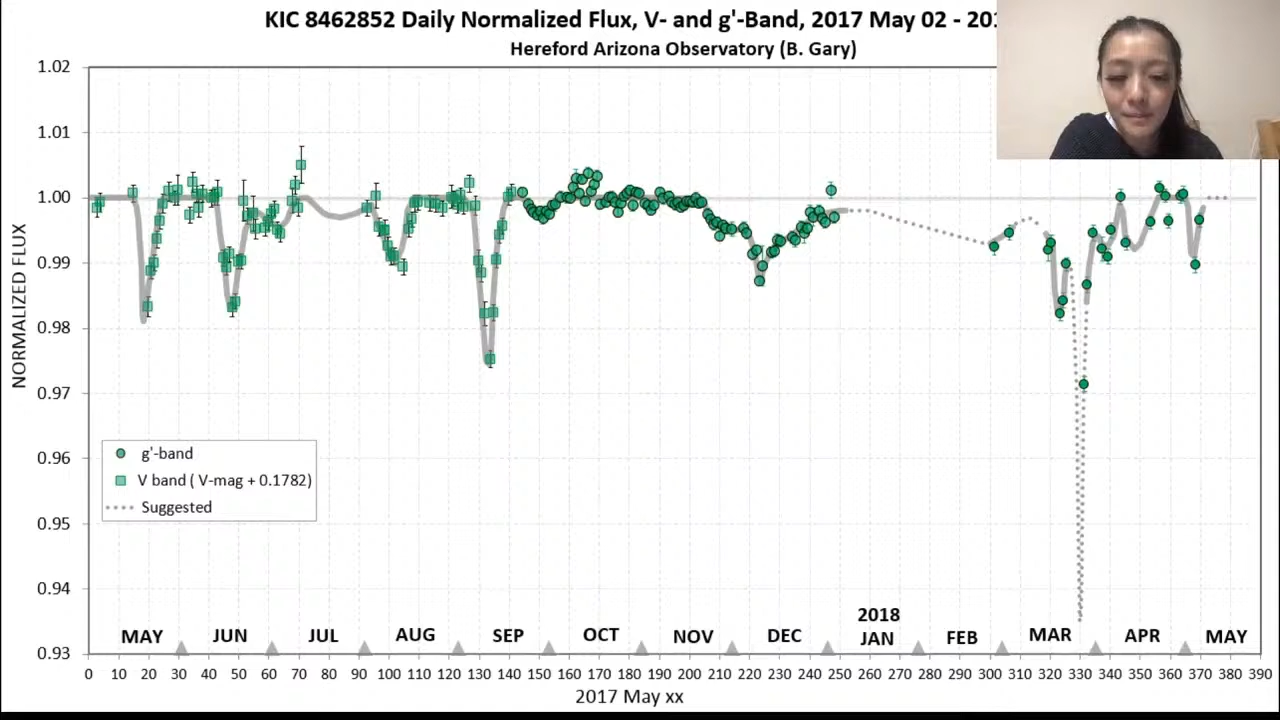 KIC 8462852 Daily Normalized Flux, V- and g'-Band, 2017 May 02 -
Hereford Arizona Observatory (B. Gary)
1.02
1.01
1.00
0.99
0.98
0.97
0.96
0.95
0.94
0.93
NORMALIZED FLUX
g'-band
V band ( V-mag + 0.1782)
Suggested
2018
MAY JUN JUL AUG SEP OCT NOV DEC JAN FEB MAR APR MAY
0 10 20 30 40 50 60 70 80 90 100 110 120 130 140 150 160 170 180 190 200 210 220 230 240 250 260 270 280 290 300 310 320 330 340 350 360 370 380 390
2017 May xx